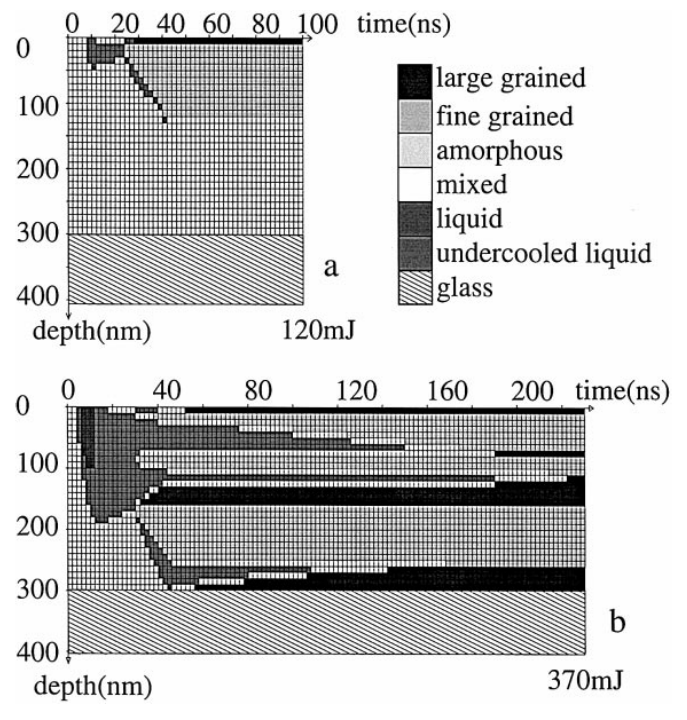 0 20 40 60 80 100 time(ns)
0
100
200
300
400
depth(nm)
a
120mJ
large grained
fine grained
amorphous
mixed
liquid
undercooled liquid
glass
0 40 80 120 160 200 time(ns)
0
100
200
300
400
depth(nm)
b
370mJ